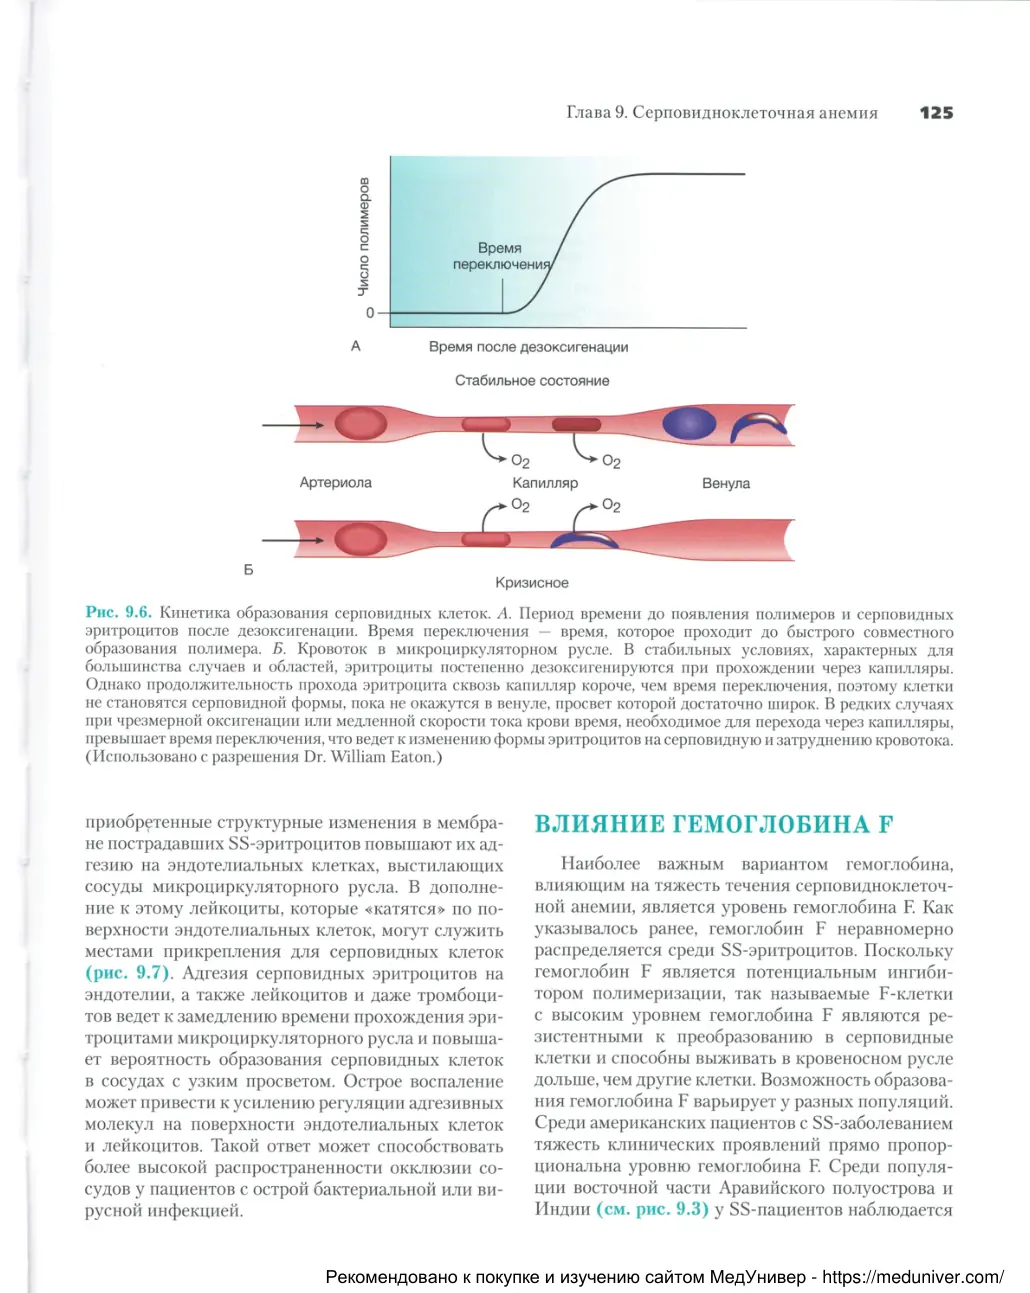 Глава 9. Серповидноклеточная анемия 125
Число полимеров
Время
переключения
0
А
Время после дезоксигенации
Стабильное состояние
O2
O2
Артериола
Капилляр
Венула
O2
O2
Б
Кризисное
Рис. 9.6. Кинетика образования серповидных клеток. А. Период времени до появления полимеров и серповидных
эритроцитов после дезоксигенации. Время переключения — время, которое проходит до быстрого совместного
образования полимера. Б. Кровоток в микроциркуляторном русле. В стабильных условиях, характерных для
большинства случаев и областей, эритроциты постепенно дезоксигенируются при прохождении через капилляры.
Однако продолжительность прохода эритроцита сквозь капилляр короче, чем время переключения, поэтому клетки
не становятся серповидной формы, пока не окажутся в венуле, просвет которой достаточно широк. В редких случаях
при чрезмерной оксигенации или медленной скорости тока крови время, необходимое для перехода через капилляры,
превышает время переключения, что ведет к изменению формы эритроцитов на серповидную и затруднению кровотока.
(Использовано с разрешения Dr. William Eaton.)
приобретенные структурные изменения в мембра-
не пострадавших SS-эритроцитов повышают их ад-
гезию на эндотелиальных клетках, выстилающих
сосуды микроциркуляторного русла. В дополне-
ние к этому лейкоциты, которые «катятся» по по-
верхности эндотелиальных клеток, могут служить
местами прикрепления для серповидных клеток
(рис. 9.7). Адгезия серповидных эритроцитов на
эндотелии, а также лейкоцитов и даже тромбоци-
тов ведет к замедлению времени прохождения эри-
троцитами микроциркуляторного русла и повыша-
ет вероятность образования серповидных клеток
в сосудах с узким просветом. Острое воспаление
может привести к усилению регуляции адгезивных
молекул на поверхности эндотелиальных клеток
и лейкоцитов. Такой ответ может способствовать
более высокой распространенности окклюзии со-
судов у пациентов с острой бактериальной или ви-
русной инфекцией.
ВЛИЯНИЕ ГЕМОГЛОБИНА F
Наиболее важным вариантом гемоглобина,
влияющим на тяжесть течения серповидноклеточ-
ной анемии, является уровень гемоглобина F. Как
указывалось ранее, гемоглобин F неравномерно
распределяется среди SS-эритроцитов. Поскольку
гемоглобин F является потенциальным ингиби-
тором полимеризации, так называемые F-клетки
с высоким уровнем гемоглобина F являются ре-
зистентными к преобразованию в серповидные
клетки и способны выживать в кровеносном русле
дольше, чем другие клетки. Возможность образова-
ния гемоглобина F варьирует у разных популяций.
Среди американских пациентов с SS-заболеванием
тяжесть клинических проявлений прямо пропор-
циональна уровню гемоглобина F. Среди популя-
ции восточной части Аравийского полуострова и
Индии (см. рис. 9.3) у SS-пациентов наблюдается
Рекомендовано к покупке и изучению сайтом МедУнивер - https://meduniver.com/